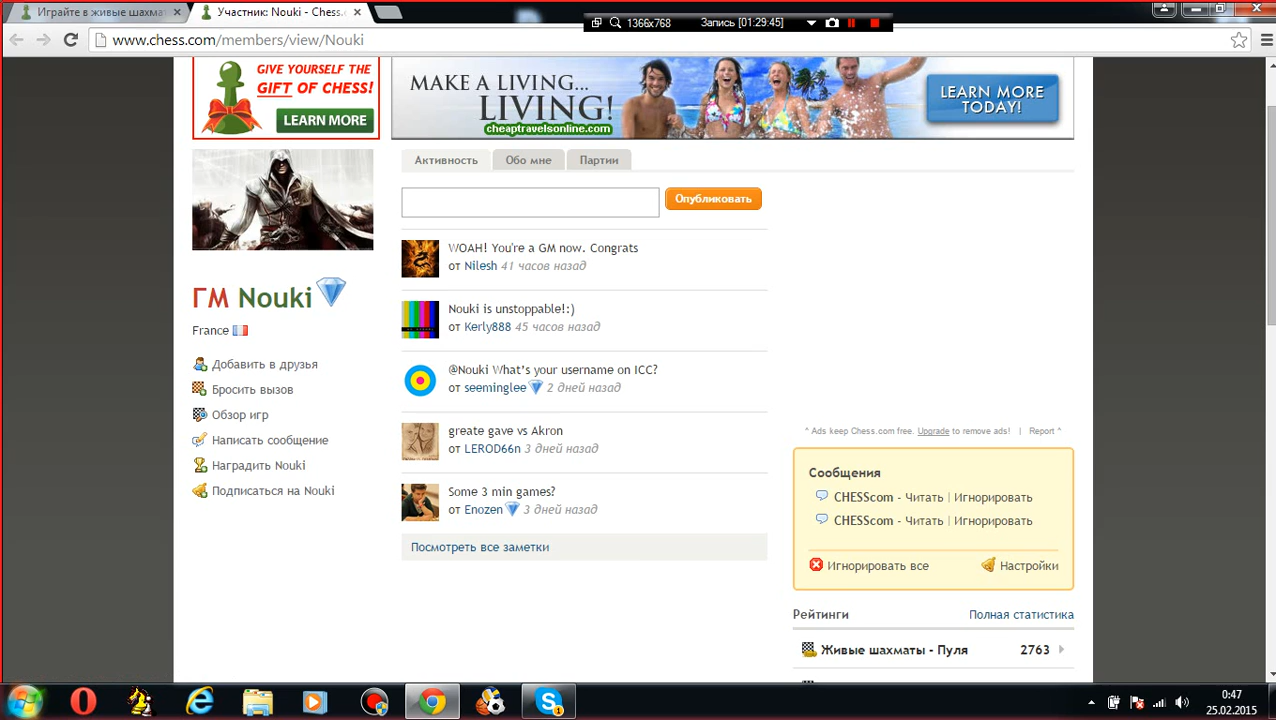 Играйте в живые шахмат
Участник: Nouki - Chess.c
1366x768
Запись [01:29:45]
www.chess.com/members/view/Nouki
GIVE YOURSELF THE
GIFT OF CHESS!
LEARN MORE
MAKE A LIVING...
LIVING!
cheaptravelsonline.com
LEARN MORE
TODAY!
Активность
Обо мне
Партии
Опубликовать
WOAH! You're a GM now. Congrats
от Nilesh 41 часов назад
ГМ Nouki
France
Nouki is unstoppable!:)
от Kerly888 45 часов назад
Добавить в друзья
Бросить вызов
Обзор игр
Написать сообщение
Наградить Nouki
Подписаться на Nouki
@Nouki What's your username on ICC?
от seeminglee 2 дней назад
greate gave vs Akron
от LEROD66n 3 дней назад
Some 3 min games?
от Enozen 3 дней назад
Посмотреть все заметки
^ Ads keep Chess.com free. Upgrade to remove ads! | Report ^
Сообщения
CHESScom - Читать | Игнорировать
CHESScom - Читать | Игнорировать
Игнорировать все
Настройки
Рейтинги
Полная статистика
Живые шахматы - Пуля 2763
0:47
25.02.2015